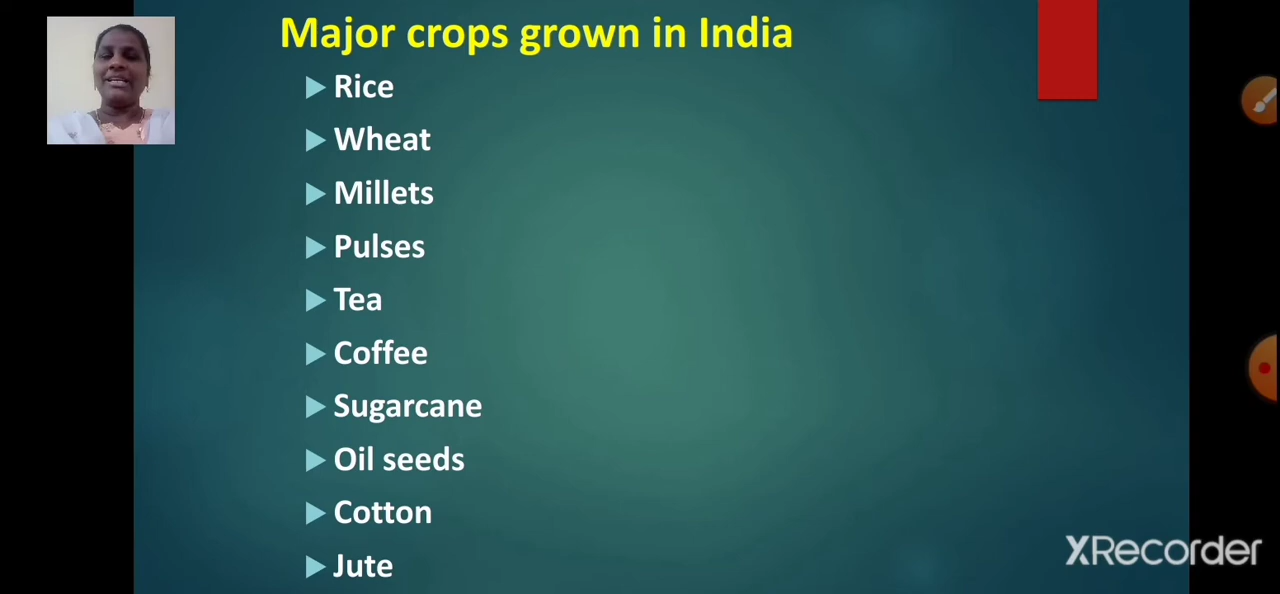 Major crops grown in India
Rice
Wheat
Millets
Pulses
Tea
Coffee
Sugarcane
Oil seeds
Cotton
Jute
XRecorder